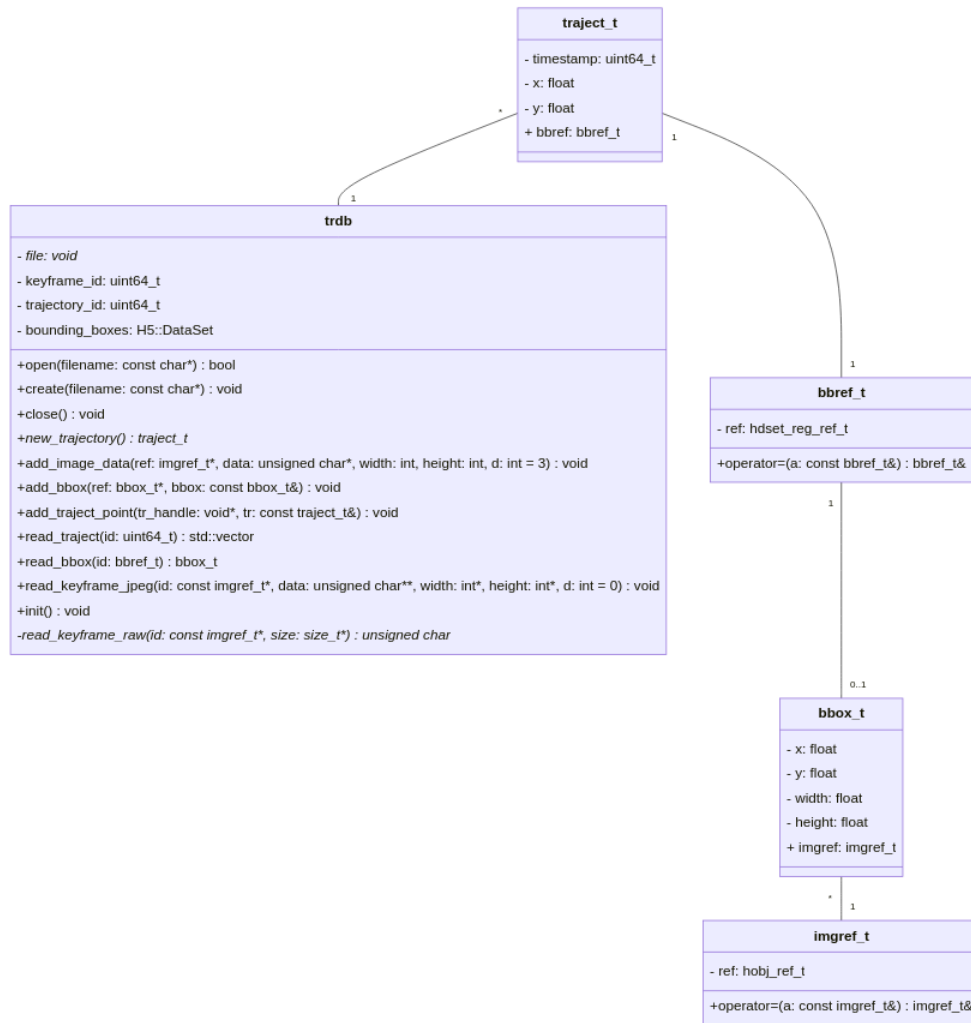 traject_t
- timestamp: uint64_t
- x: float
- y: float
+ bbref: bbref_t
*
1
1
trdb
- file: void
- keyframe_id: uint64_t
- trajectory_id: uint64_t
- bounding_boxes: H5::DataSet
+open(filename: const char*) : bool
+create(filename: const char*) : void
+close() : void
+new_trajectory() : traject_t
+add_image_data(ref: imgref_t*, data: unsigned char*, width: int, height: int, d: int = 3) : void
+add_bbox(ref: bbox_t*, bbox: const bbox_t&) : void
+add_traject_point(tr_handle: void*, tr: const traject_t&) : void
+read_traject(id: uint64_t) : std::vector
+read_bbox(id: bbref_t) : bbox_t
+read_keyframe_jpeg(id: const imgref_t*, data: unsigned char**, width: int*, height: int*, d: int = 0) : void
+init() : void
-read_keyframe_raw(id: const imgref_t*, size: size_t*) : unsigned char
1
bbref_t
- ref: hdset_reg_ref_t
+operator=(a: const bbref_t&) : bbref_t&
1
0..1
bbox_t
- x: float
- y: float
- width: float
- height: float
+ imgref: imgref_t
*
1
imgref_t
- ref: hobj_ref_t
+operator=(a: const imgref_t&) : imgref_t&